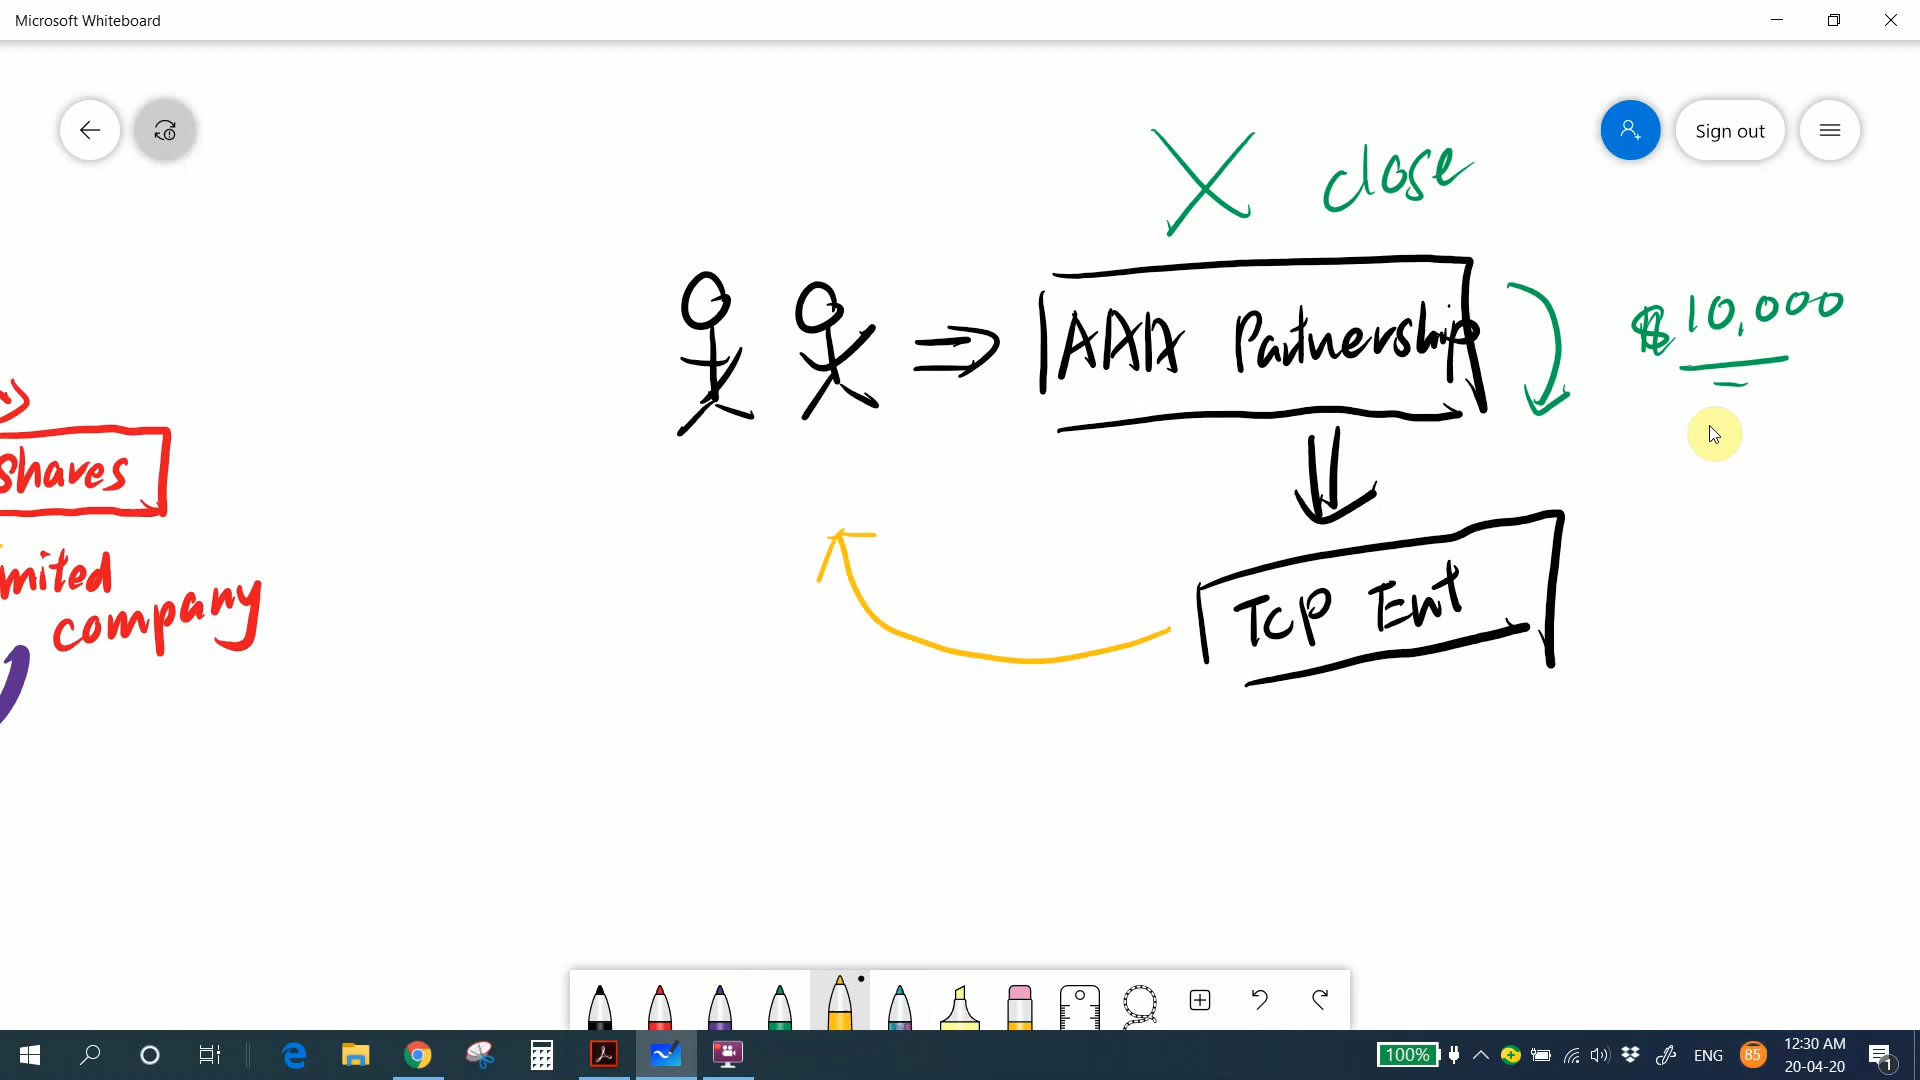 Microsoft Whiteboard
Sign out
X close
AAA Partnership
$10,000
shares
mited
company
TCP Ent
100%
ENG
85
12:30 AM
20-04-20
1